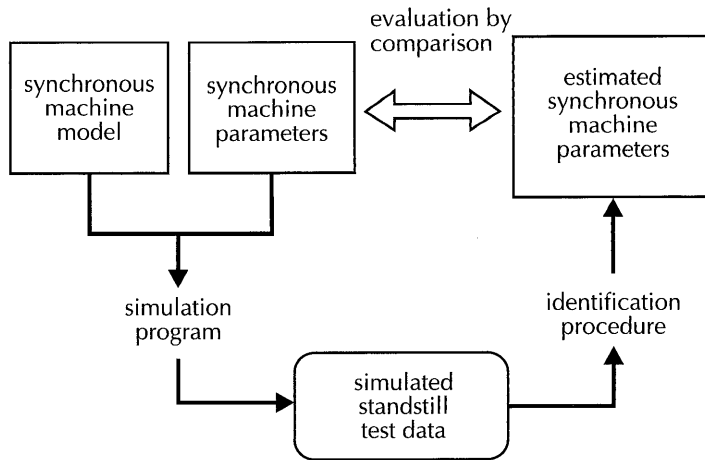 evaluation by
comparison
synchronous
machine
model
synchronous
machine
parameters
estimated
synchronous
machine
parameters
simulation
program
identification
procedure
simulated
standstill
test data